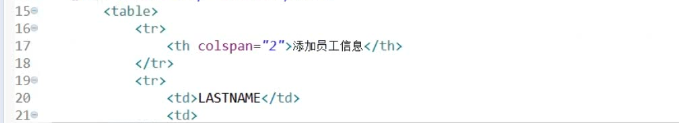 15 <table>
16 <tr>
17 <th colspan="2">添加员工信息</th>
18 </tr>
19 <tr>
20 <td>LASTNAME</td>
21 <td>